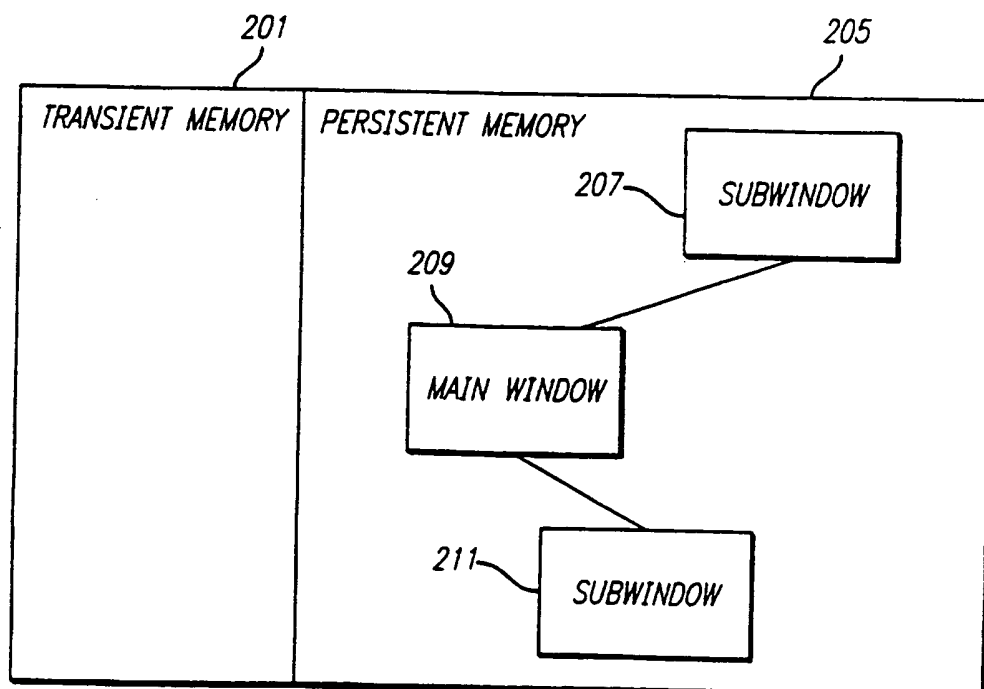 201
205
TRANSIENT MEMORY
PERSISTENT MEMORY
207
SUBWINDOW
209
MAIN WINDOW
211
SUBWINDOW